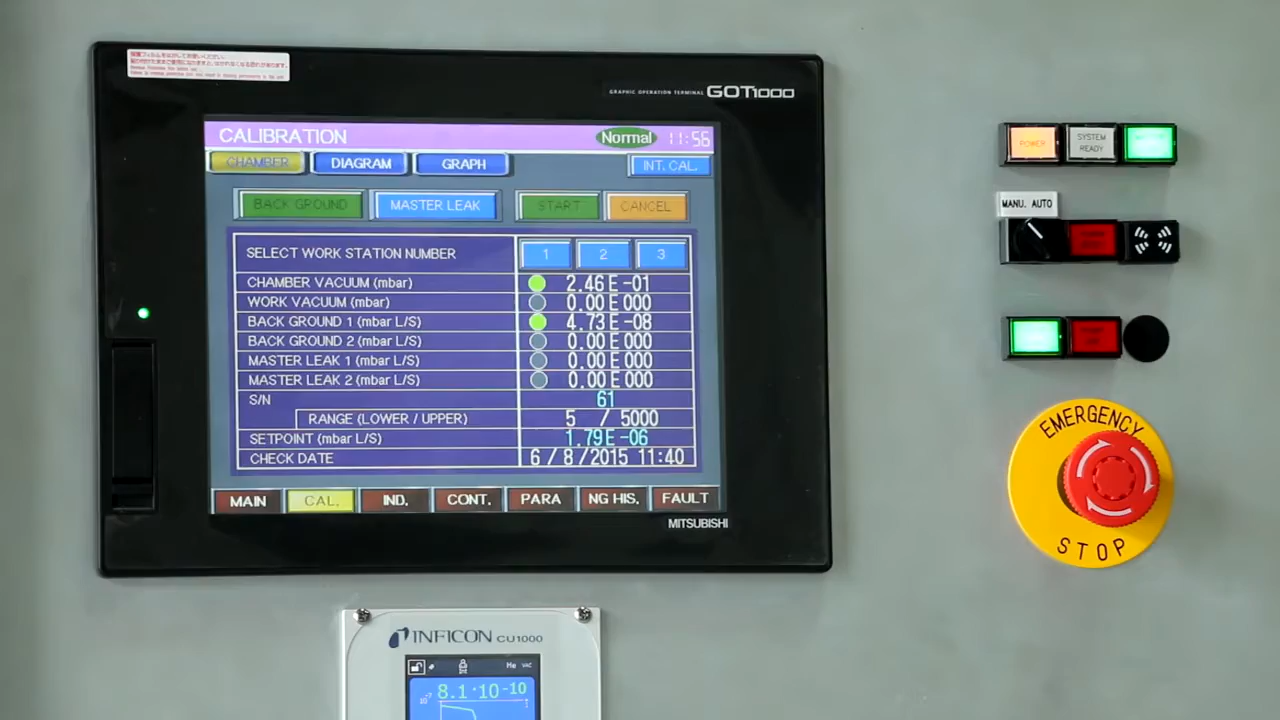 GRAPHIC OPERATION TERMINAL GOT1000
CALIBRATION Normal 11:56
CHAMBER DIAGRAM GRAPH INT. CAL.
BACK GROUND MASTER LEAK START CANCEL
SELECT WORK STATION NUMBER 1 2 3
CHAMBER VACUUM (mbar) 2.46 E -01
WORK VACUUM (mbar) 0.00 E 000
BACK GROUND 1 (mbar L/S) 4.73 E -08
BACK GROUND 2 (mbar L/S) 0.00 E 000
MASTER LEAK 1 (mbar L/S) 0.00 E 000
MASTER LEAK 2 (mbar L/S) 0.00 E 000
S/N 61
RANGE (LOWER / UPPER) 5 / 5000
SETPOINT (mbar L/S) 1.79 E -06
CHECK DATE 6 / 8 / 2015 11:40
MAIN CAL. IND. CONT. PARA NG HIS. FAULT
MITSUBISHI
POWER
SYSTEM
READY
MANU. AUTO
EMERGENCY
STOP
INFICON CU1000
He VAC
8.1·10-10